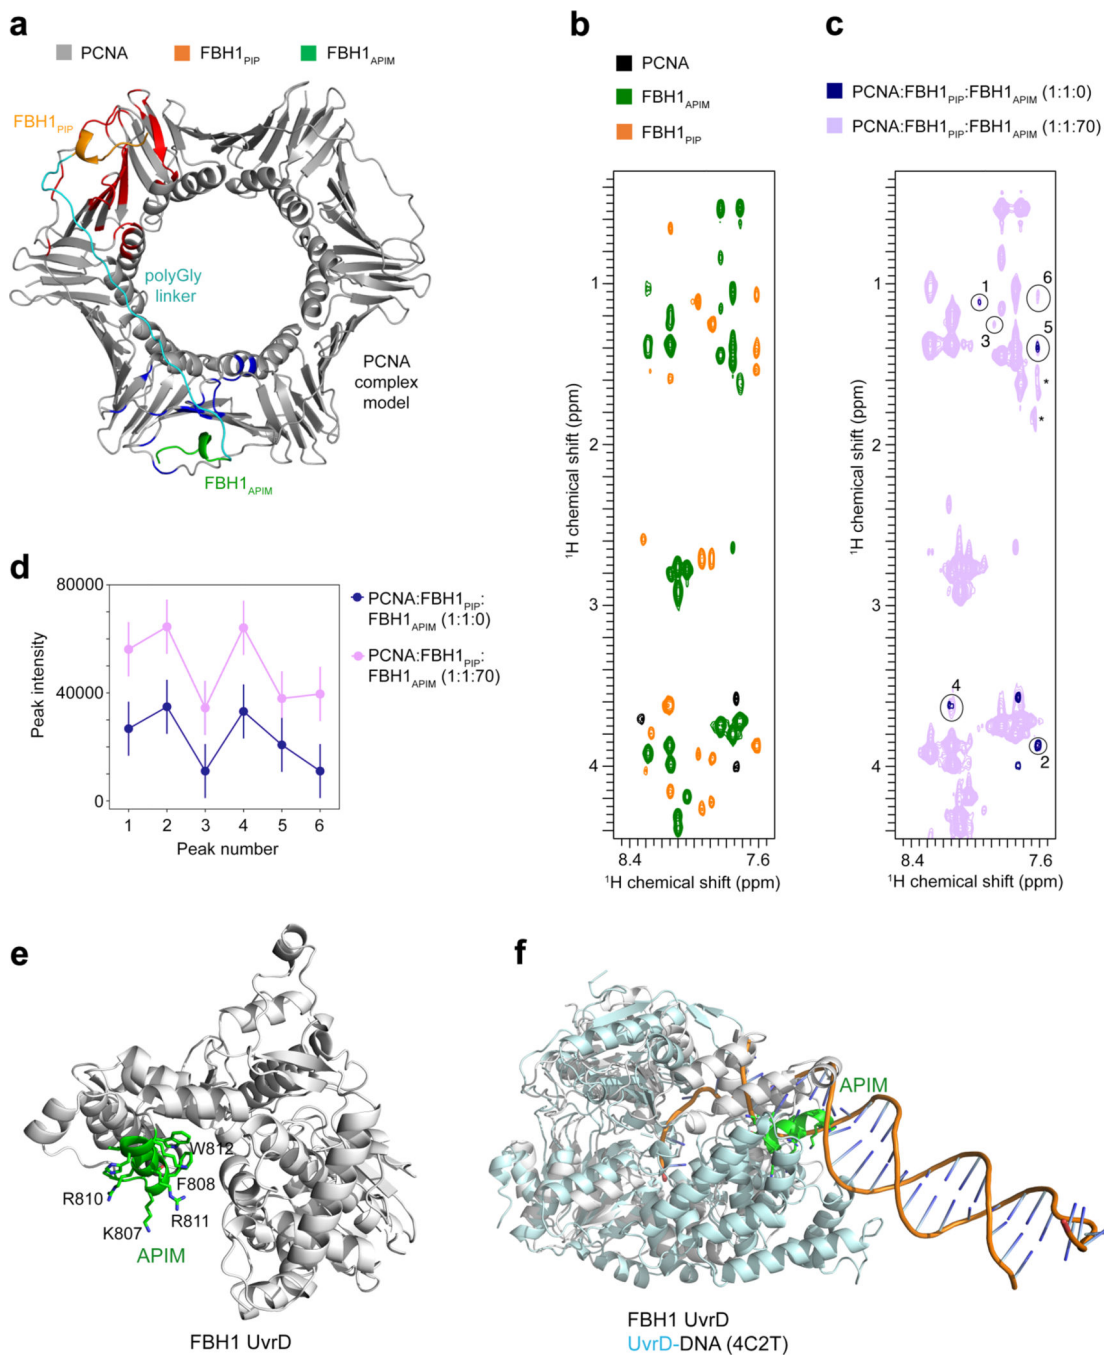 a
PCNA
FBH1PIP
FBH1APIM
FBH1PIP
polyGly
linker
PCNA
complex
model
FBH1APIM
b
PCNA
FBH1APIM
FBH1PIP
1
2
3
4
¹H chemical shift (ppm)
8.4
7.6
¹H chemical shift (ppm)
c
PCNA:FBH1PIP:FBH1APIM (1:1:0)
PCNA:FBH1PIP:FBH1APIM (1:1:70)
1
2
3
4
¹H chemical shift (ppm)
1
6
3
5
*
*
4
2
8.4
7.6
¹H chemical shift (ppm)
d
80000
40000
0
Peak intensity
1 2 3 4 5 6
Peak number
PCNA:FBH1PIP:
FBH1APIM (1:1:0)
PCNA:FBH1PIP:
FBH1APIM (1:1:70)
e
W812
F808
R810
R811
K807
APIM
FBH1 UvrD
f
APIM
FBH1 UvrD
UvrD-DNA (4C2T)